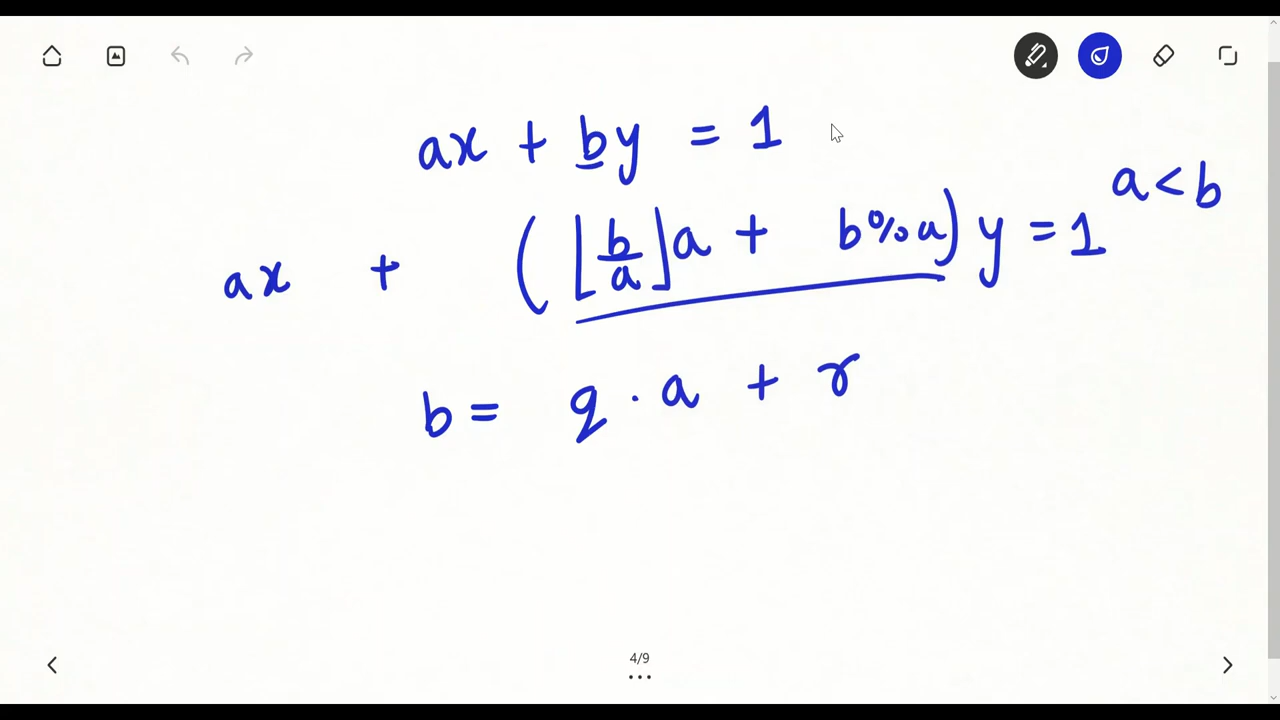 ax + by = 1
a < b
ax + ( ⌊b/a⌋a + b%a) y = 1
b = q . a + r
4/9